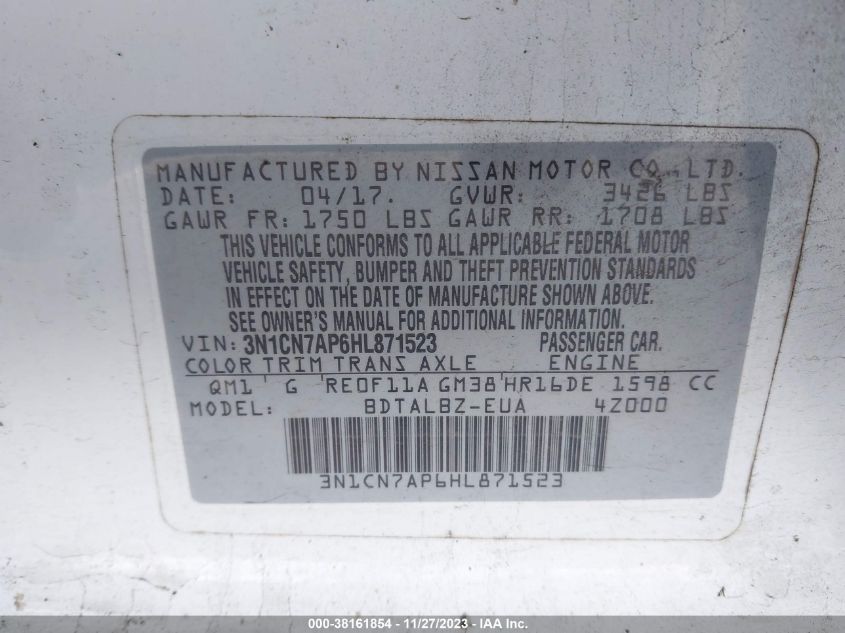 MANUFACTURED BY NISSAN MOTOR CO., LTD.
DATE: 04/17. GVWR: 3426 LBS
GAWR FR: 1750 LBS GAWR RR: 1708 LBS
THIS VEHICLE CONFORMS TO ALL APPLICABLE FEDERAL MOTOR
VEHICLE SAFETY, BUMPER AND THEFT PREVENTION STANDARDS
IN EFFECT ON THE DATE OF MANUFACTURE SHOWN ABOVE.
SEE OWNER'S MANUAL FOR ADDITIONAL INFORMATION.
VIN: 3N1CN7AP6HL871523 PASSENGER CAR.
COLOR TRIM TRANS AXLE ENGINE
QM1 G RE0F11A GM38 HR16DE 1598 CC
MODEL: BDTALBZ-EUA 4Z000
3N1CN7AP6HL871523
000-38161854 - 11/27/2023 - IAA Inc.